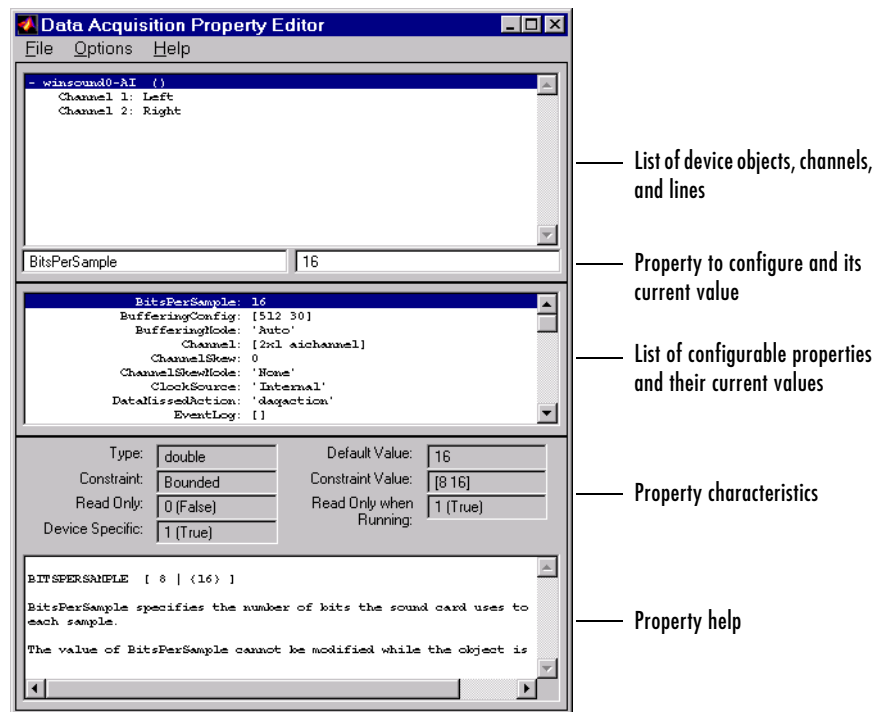 Data Acquisition Property Editor
File Options Help
- winsound0-AI ()
Channel 1: Left
Channel 2: Right
List of device objects, channels,
and lines
BitsPerSample 16
Property to configure and its
current value
BitsPerSample: 16
BufferingConfig: [512 30]
BufferingMode: 'Auto'
Channel: [2x1 aichannel]
ChannelSkew: 0
ChannelSkewMode: 'None'
ClockSource: 'Internal'
DataMissedAction: 'daqaction'
EventLog: []
List of configurable properties
and their current values
Type: double Default Value: 16
Constraint: Bounded Constraint Value: [8 16]
Read Only: 0 (False) Read Only when
Running: 1 (True)
Device Specific: 1 (True)
Property characteristics
BITSPERSAMPLE [ 8 | {16} ]
BitsPerSample specifies the number of bits the sound card uses to
each sample.
The value of BitsPerSample cannot be modified while the object is
Property help